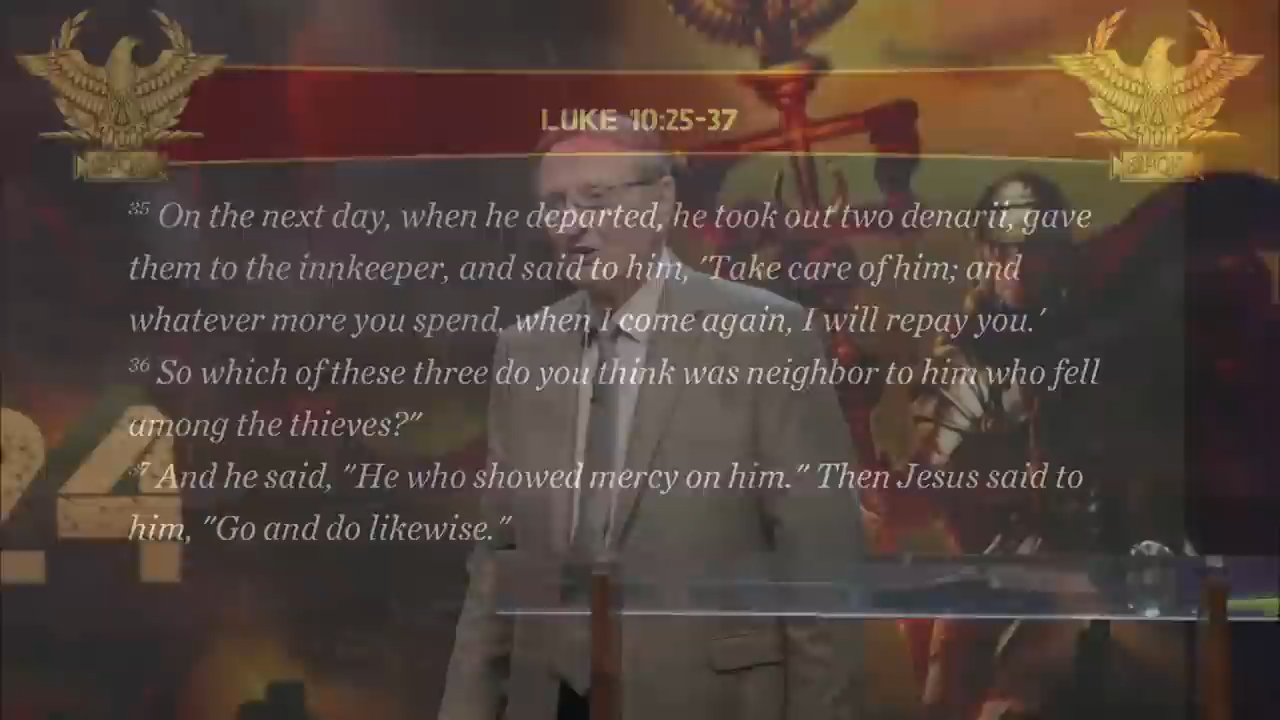 LUKE 10:25-37
35 On the next day, when he departed, he took out two denarii, gave
them to the innkeeper, and said to him, 'Take care of him; and
whatever more you spend, when I come again, I will repay you.'
36 So which of these three do you think was neighbor to him who fell
among the thieves?"
37 And he said, "He who showed mercy on him." Then Jesus said to
him, "Go and do likewise."
24